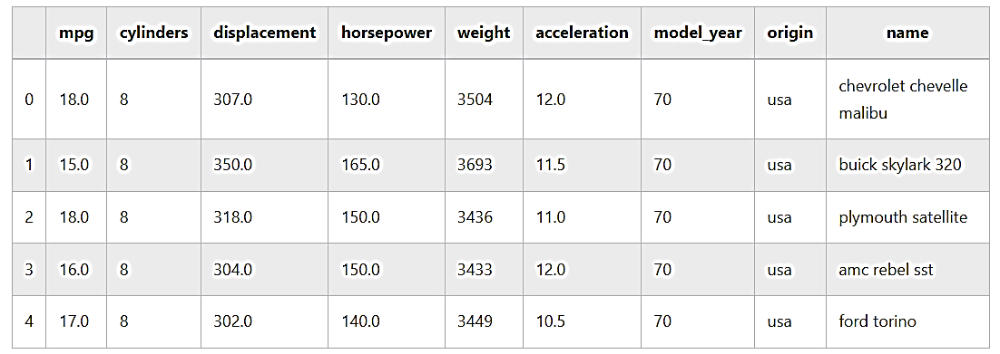 mpg cylinders displacement horsepower weight acceleration model_year origin name
0 18.0 8 307.0 130.0 3504 12.0 70 usa chevrolet chevelle
malibu
1 15.0 8 350.0 165.0 3693 11.5 70 usa buick skylark 320
2 18.0 8 318.0 150.0 3436 11.0 70 usa plymouth satellite
3 16.0 8 304.0 150.0 3433 12.0 70 usa amc rebel sst
4 17.0 8 302.0 140.0 3449 10.5 70 usa ford torino